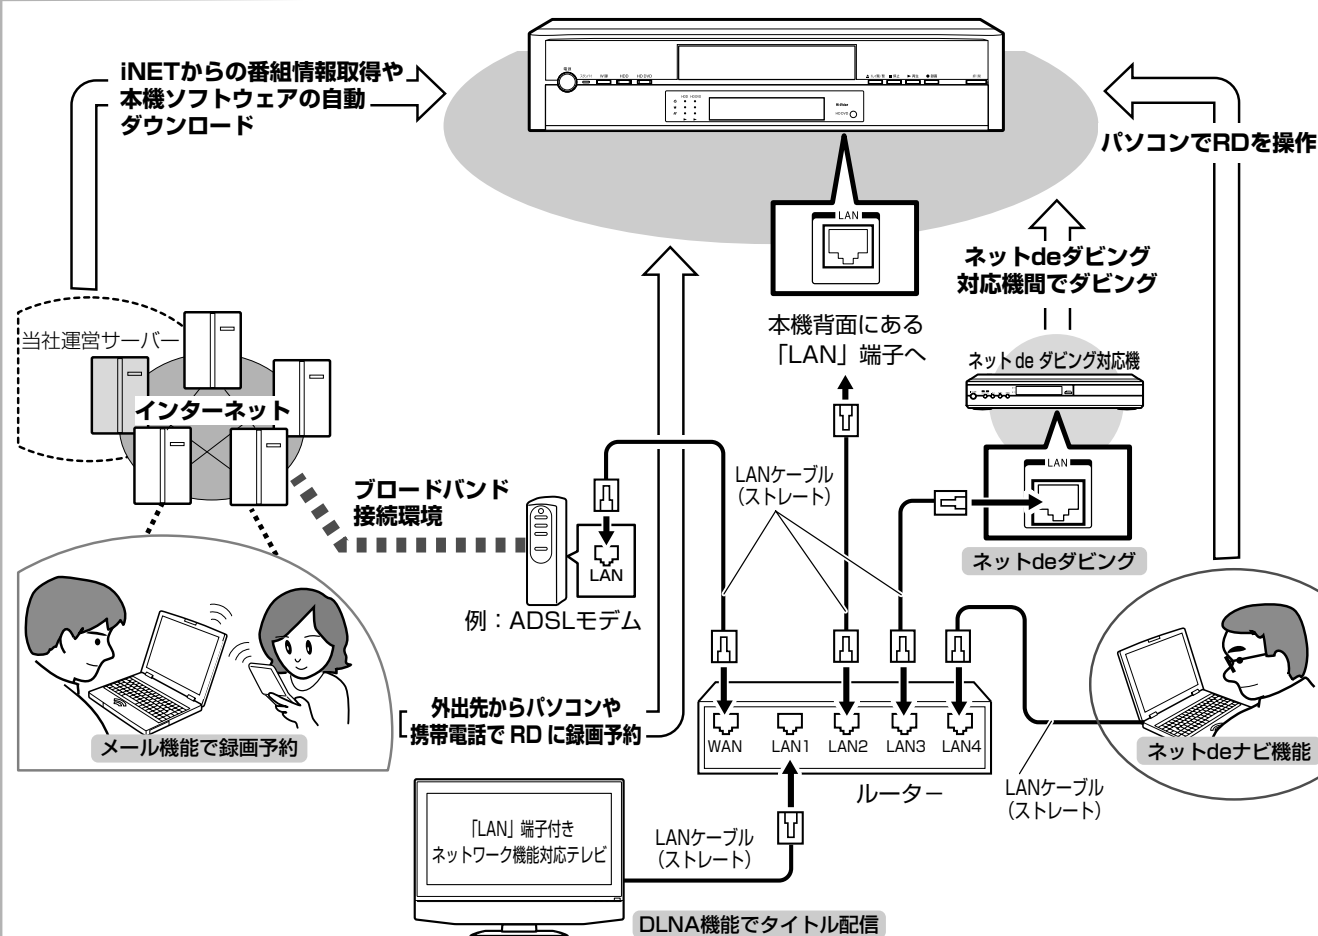 iNETからの番組情報取得や
本機ソフトウェアの自動
ダウンロード
電源
W録
HDD
HD DVD
HDD HD DVD
HD DVD
パソコンでRDを操作
LAN
ネットdeダビング
対応機間でダビング
本機背面にある
「LAN」端子へ
当社運営サーバー
インターネット
ネット de ダビング対応機
LAN
ネットdeダビング
ブロードバンド
接続環境
LANケーブル
（ストレート）
LAN
例：ADSLモデム
メール機能で録画予約
外出先からパソコンや
携帯電話で RD に録画予約
WAN
LAN1
LAN2
LAN3
LAN4
ルーター
LANケーブル
（ストレート）
ネットdeナビ機能
「LAN」端子付き
ネットワーク機能対応テレビ
LANケーブル
（ストレート）
DLNA機能でタイトル配信